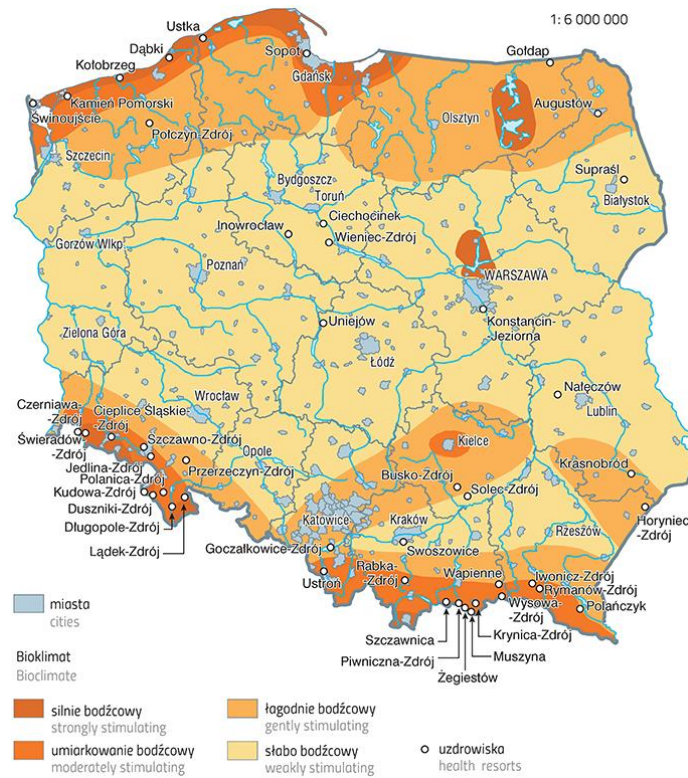 1: 6 000 000
Ustka
Dąbki
Sopot
Gdańsk
Gołdap
Kołobrzeg
Kamień Pomorski
Świnoujście
Olsztyn
Augustów
Połczyn-Zdrój
Szczecin
Supraśl
Białystok
Bydgoszcz
Toruń
Ciechocinek
Inowrocław
Wieniec-Zdrój
Gorzów Wlkp.
Poznań
WARSZAWA
Konstancin-
Jeziorna
Uniejów
Zielona Góra
Łódź
Nałęczów
Lublin
Wrocław
Czerniawa-
-Zdrój
Cieplice Śląskie-
-Zdrój
Świeradów-
-Zdrój
Szczawno-Zdrój
Jedlina-Zdrój
Opole
Kielce
Polanica-Zdrój
Przerzeczyn-Zdrój
Busko-Zdrój
Krasnobród
Kudowa-Zdrój
Solec-Zdrój
Duszniki-Zdrój
Długopole-Zdrój
Lądek-Zdrój
Katowice
Kraków
Rzeszów
Horyniec
-Zdrój
Goczałkowice-Zdrój
Swoszowice
Ustroń
Rabka-
-Zdrój
Wapienne
Iwonicz-Zdrój
Rymanów-Zdrój
Wysowa-
-Zdrój
Polańczyk
Szczawnica
Krynica-Zdrój
Piwniczna-Zdrój
Muszyna
Żegiestów
miasta
cities
Bioklimat
Bioclimate
silnie bodźcowy
strongly stimulating
umiarkowanie bodźcowy
moderately stimulating
łagodnie bodźcowy
gently stimulating
słabo bodźcowy
weakly stimulating
uzdrowiska
health resorts